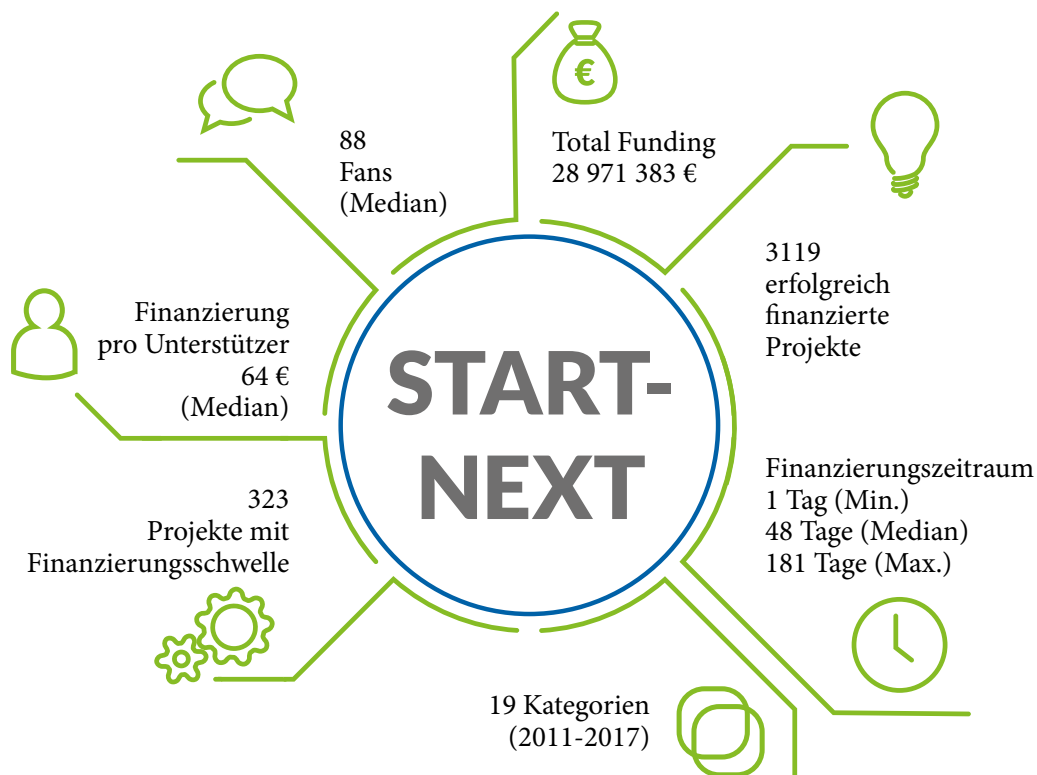 88
Fans
(Median)
€
Total Funding
28 971 383 €
3119
erfolgreich
finanzierte
Projekte
Finanzierung
pro Unterstützer
64 €
(Median)
START-
NEXT
Finanzierungszeitraum
1 Tag (Min.)
48 Tage (Median)
181 Tage (Max.)
323
Projekte mit
Finanzierungsschwelle
19 Kategorien
(2011-2017)